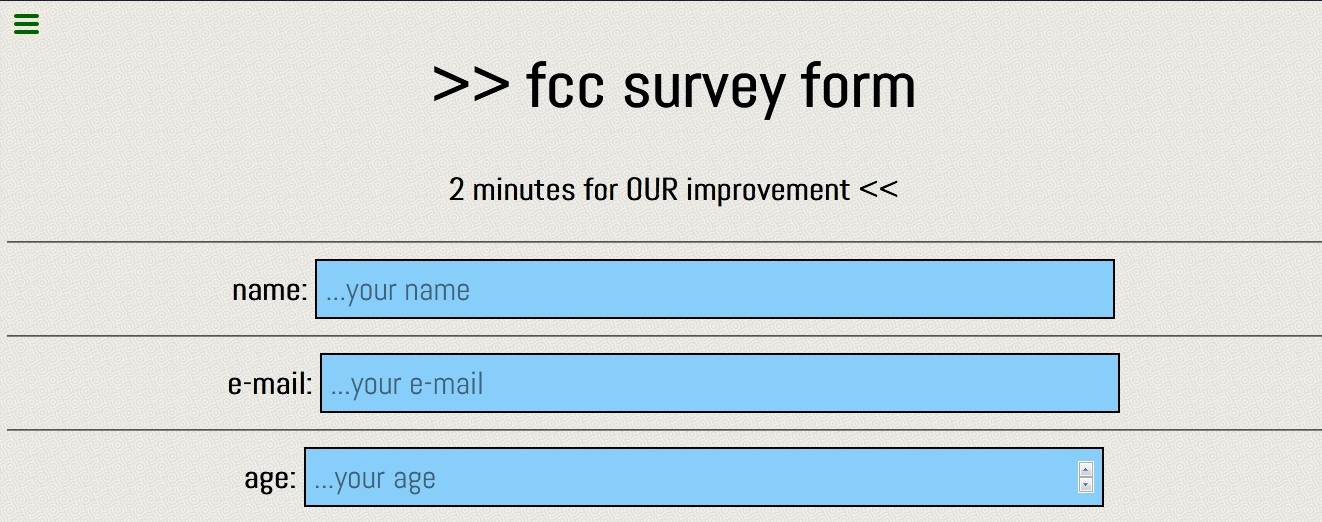 >> fcc survey form
2 minutes for OUR improvement <<
name: ...your name
e-mail: ...your e-mail
age: ...your age